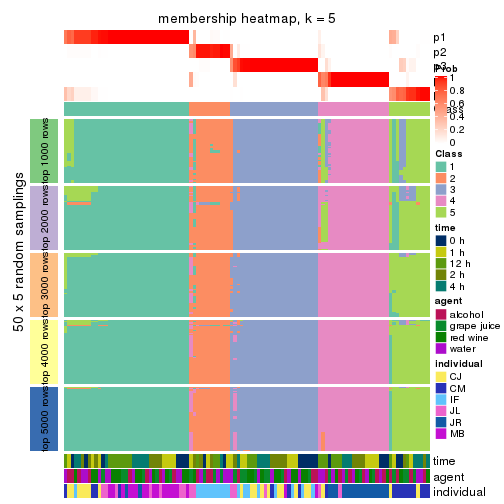 membership heatmap, k = 5
p1
p2
p3
Prob
1
0.8
0.6
0.4
0.2
0
Class
50 x 5 random samplings
top 1000 rows
top 2000 rows
top 3000 rows
top 4000 rows
top 5000 rows
Class
1
2
3
4
5
time
0 h
1 h
12 h
2 h
4 h
agent
alcohol
grape juice
red wine
water
individual
CJ
CM
IF
JL
JR
MB
time
agent
individual